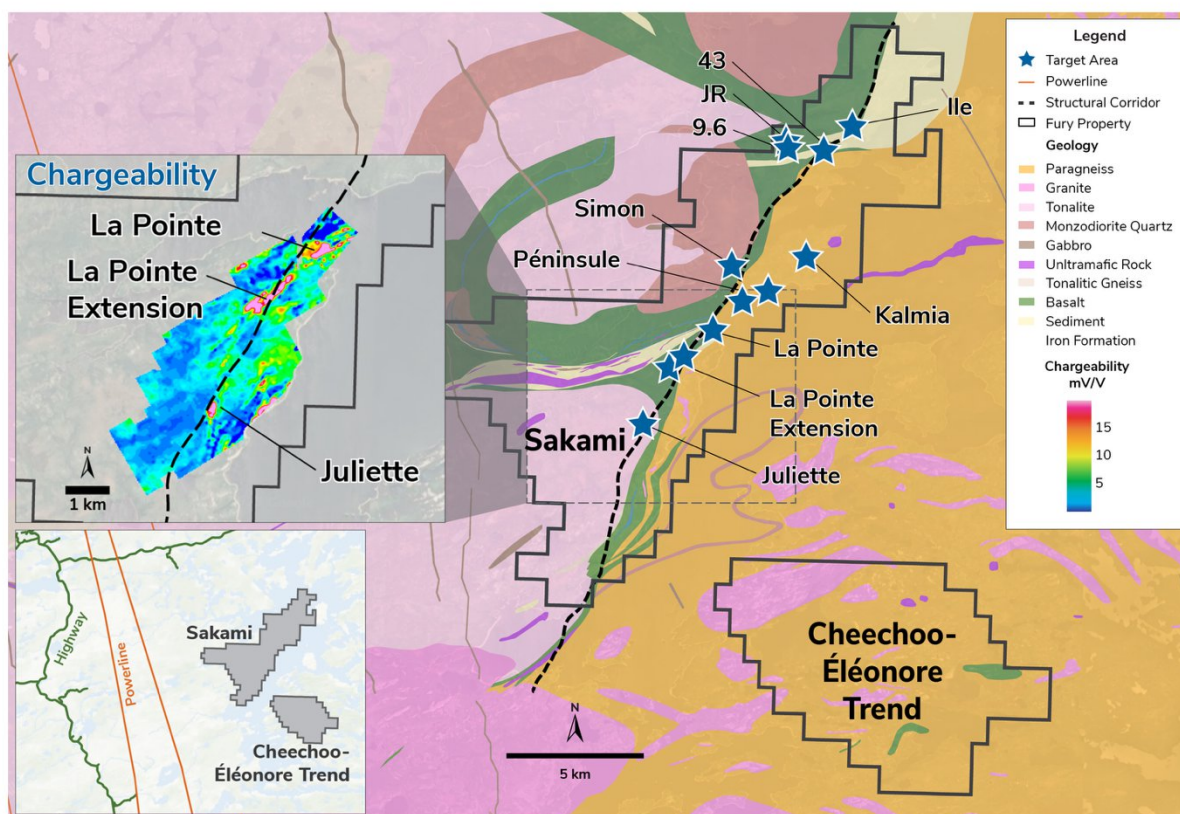 43
JR
9.6
Ile
Simon
Péninsule
Kalmia
La Pointe
La Pointe
Extension
Juliette
Sakami
Cheechoo-
Éléonore
Trend
N
5 km
Chargeability
La Pointe
La Pointe
Extension
Juliette
N
1 km
Highway
Powerline
Sakami
Cheechoo-
Éléonore Trend
Legend
Target Area
Powerline
Structural Corridor
Fury Property
Geology
Paragneiss
Granite
Tonalite
Monzodiorite Quartz
Gabbro
Unltramafic Rock
Tonalitic Gneiss
Basalt
Sediment
Iron Formation
Chargeability
mV/V
15
10
5